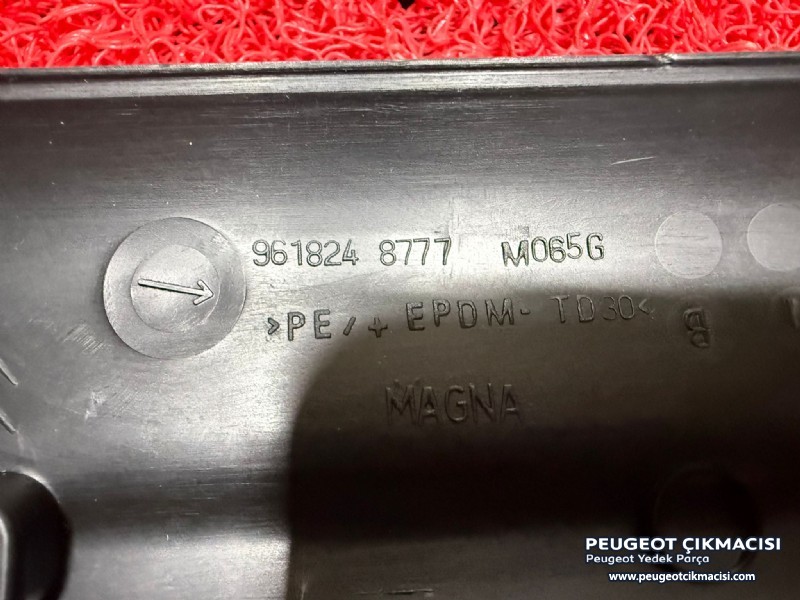 961824 8777 M065G
>PE/+ EPDM- TD30<
MAGNA
PEUGEOT ÇIKMACISI
Peugeot Yedek Parça
www.peugeotcikmacisi.com